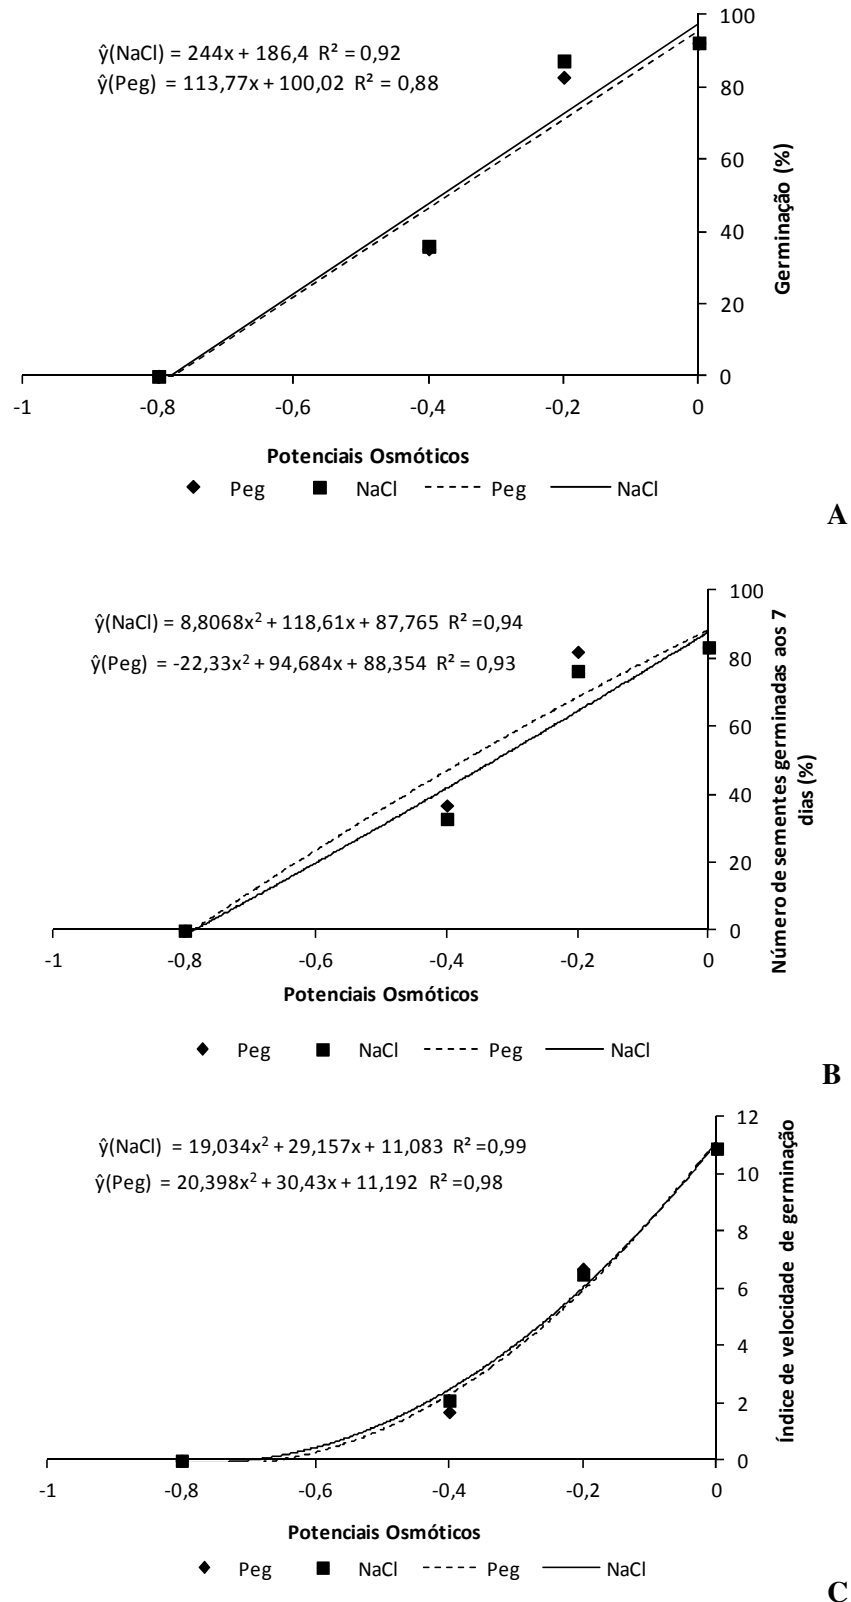 ŷ(NaCl) = 244x + 186,4 R² = 0,92
ŷ(Peg) = 113,77x + 100,02 R² = 0,88
100
80
60
40
20
0
Germinação (%)
-1 -0,8 -0,6 -0,4 -0,2 0
Potenciais Osmóticos
Peg NaCl Peg NaCl
A
ŷ(NaCl) = 8,8068x² + 118,61x + 87,765 R² =0,94
ŷ(Peg) = -22,33x² + 94,684x + 88,354 R² = 0,93
100
80
60
40
20
0
Número de sementes germinadas aos 7
dias (%)
-1 -0,8 -0,6 -0,4 -0,2 0
Potenciais Osmóticos
Peg NaCl Peg NaCl
B
ŷ(NaCl) = 19,034x² + 29,157x + 11,083 R² =0,99
ŷ(Peg) = 20,398x² + 30,43x + 11,192 R² =0,98
12
10
8
6
4
2
0
Índice de velocidade de germinação
-1 -0,8 -0,6 -0,4 -0,2 0
Potenciais Osmóticos
Peg NaCl Peg NaCl
C